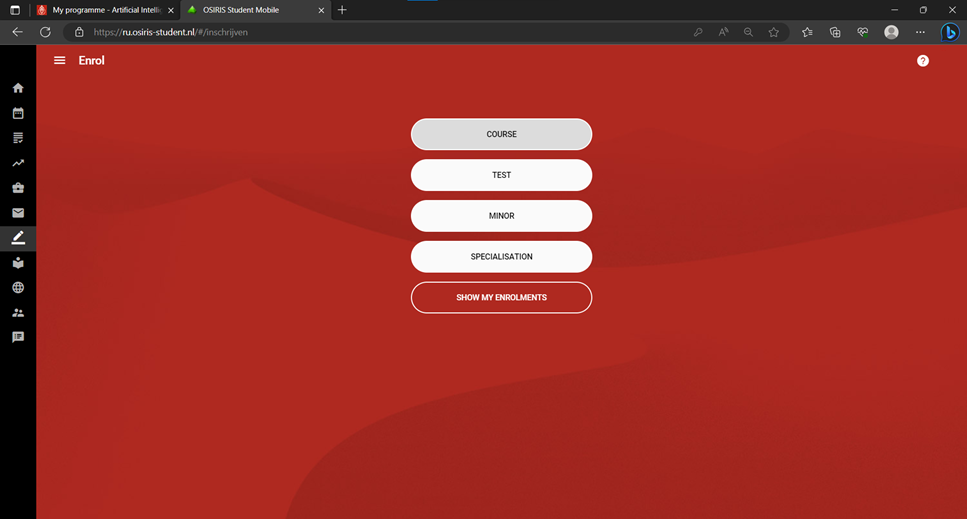 My programme - Artificial Intellig
OSIRIS Student Mobile
https://ru.osiris-student.nl/#/inschrijven
Enrol
COURSE
TEST
MINOR
SPECIALISATION
SHOW MY ENROLMENTS